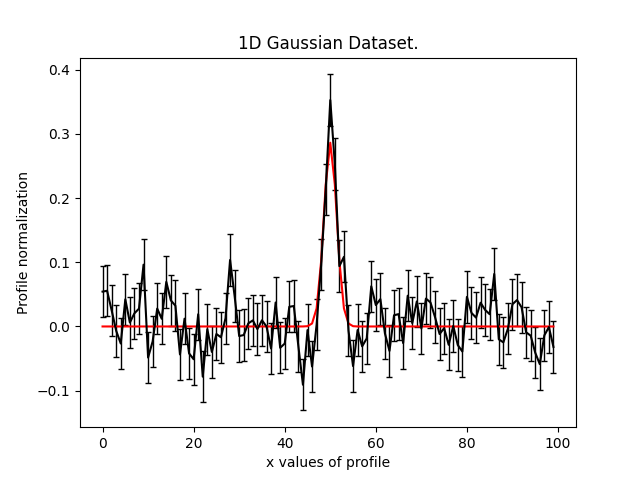 1D Gaussian Dataset.
Profile normalization
0.4
0.3
0.2
0.1
0.0
−0.1
0 20 40 60 80 100
x values of profile